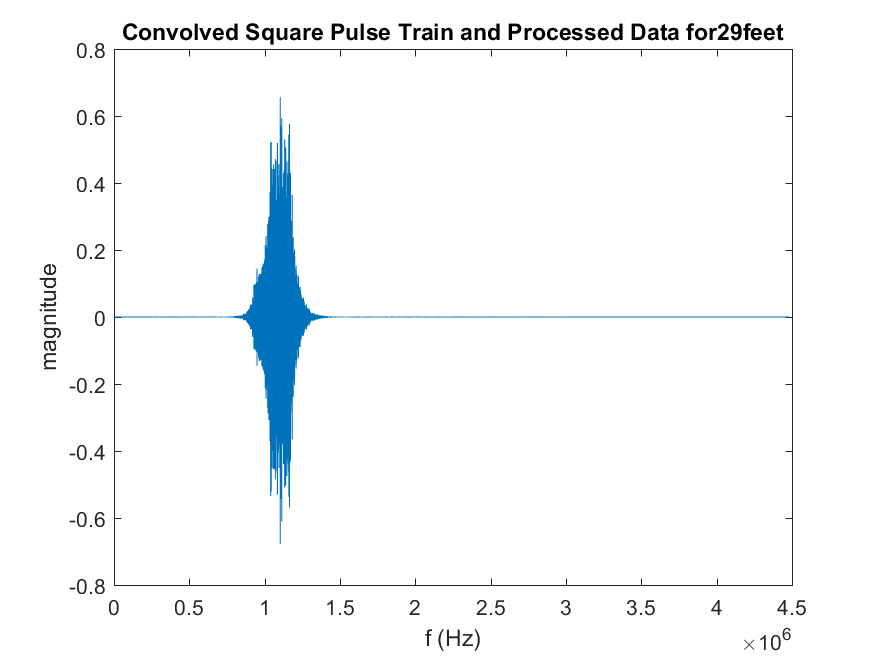 Convolved Square Pulse Train and Processed Data for29feet
0.8
0.6
0.4
0.2
0
-0.2
-0.4
-0.6
-0.8
magnitude
0 0.5 1 1.5 2 2.5 3 3.5 4 4.5
×10^6
f (Hz)